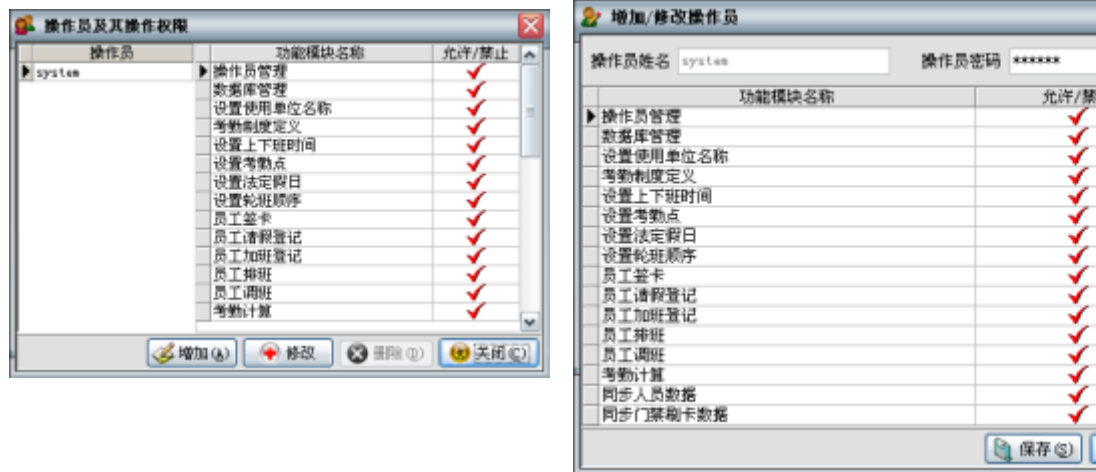 操作员及其操作权限
操作员 功能模块名称 允许/禁止
system 操作员管理
数据库管理
设置使用单位名称
考勤制度定义
设置上下班时间
设置考勤点
设置法定假日
设置轮班顺序
员工签卡
员工请假登记
员工加班登记
员工排班
员工调班
考勤计算
增加(A) 修改 删除(D) 关闭(C)
增加/修改操作员
操作员姓名 system 操作员密码 ******
功能模块名称 允许/禁
操作员管理
数据库管理
设置使用单位名称
考勤制度定义
设置上下班时间
设置考勤点
设置法定假日
设置轮班顺序
员工签卡
员工请假登记
员工加班登记
员工排班
员工调班
考勤计算
同步人员数据
同步门禁刷卡数据
保存(S)